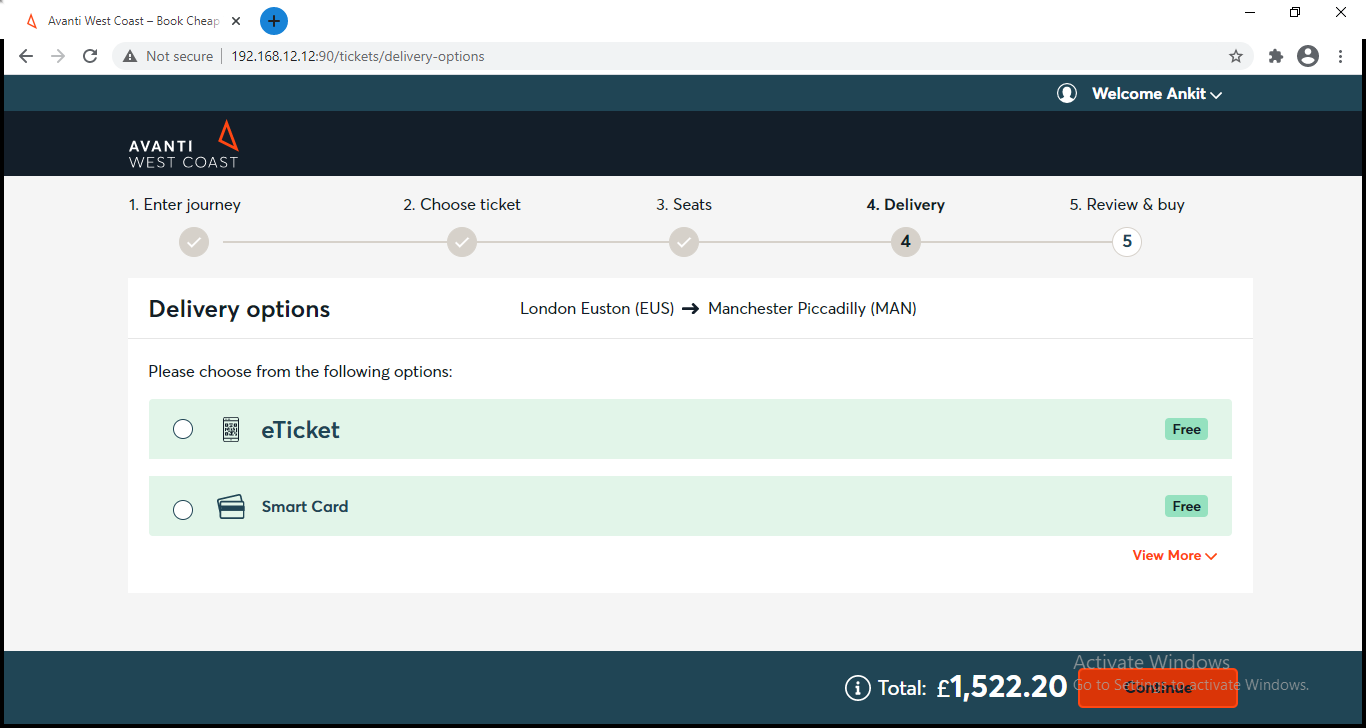 Avanti West Coast – Book Cheap
Not secure
192.168.12.12:90/tickets/delivery-options
Welcome Ankit
AVANTI
WEST COAST
1. Enter journey
2. Choose ticket
3. Seats
4. Delivery
5. Review & buy
4
5
Delivery options
London Euston (EUS) → Manchester Piccadilly (MAN)
Please choose from the following options:
eTicket
Free
Smart Card
Free
View More
Total: £1,522.20
Continue
Activate Windows
Go to Settings to activate Windows.